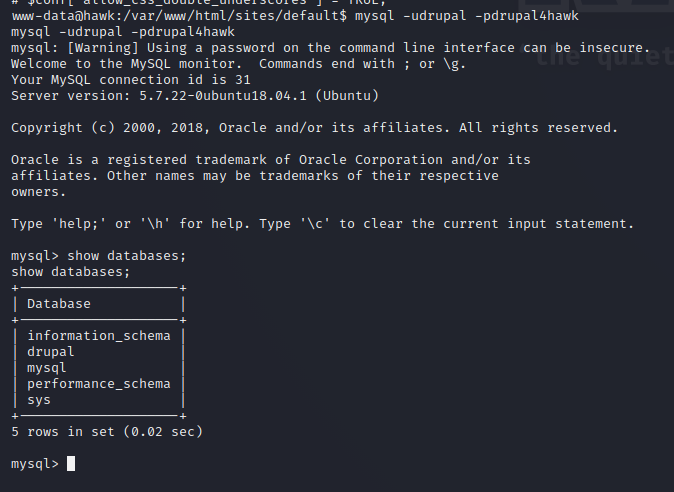 # $conf['allow_css_double_underscores'] = TRUE;
www-data@hawk:/var/www/html/sites/default$ mysql -udrupal -pdrupal4hawk
mysql -udrupal -pdrupal4hawk
mysql: [Warning] Using a password on the command line interface can be insecure.
Welcome to the MySQL monitor.  Commands end with ; or \g.
Your MySQL connection id is 31
Server version: 5.7.22-0ubuntu18.04.1 (Ubuntu)
Copyright (c) 2000, 2018, Oracle and/or its affiliates. All rights reserved.
Oracle is a registered trademark of Oracle Corporation and/or its
affiliates. Other names may be trademarks of their respective
owners.
Type 'help;' or '\h' for help. Type '\c' to clear the current input statement.
mysql> show databases;
show databases;
+--------------------+
| Database           |
+--------------------+
| information_schema |
| drupal             |
| mysql              |
| performance_schema |
| sys                |
+--------------------+
5 rows in set (0.02 sec)
mysql>
"the quiet